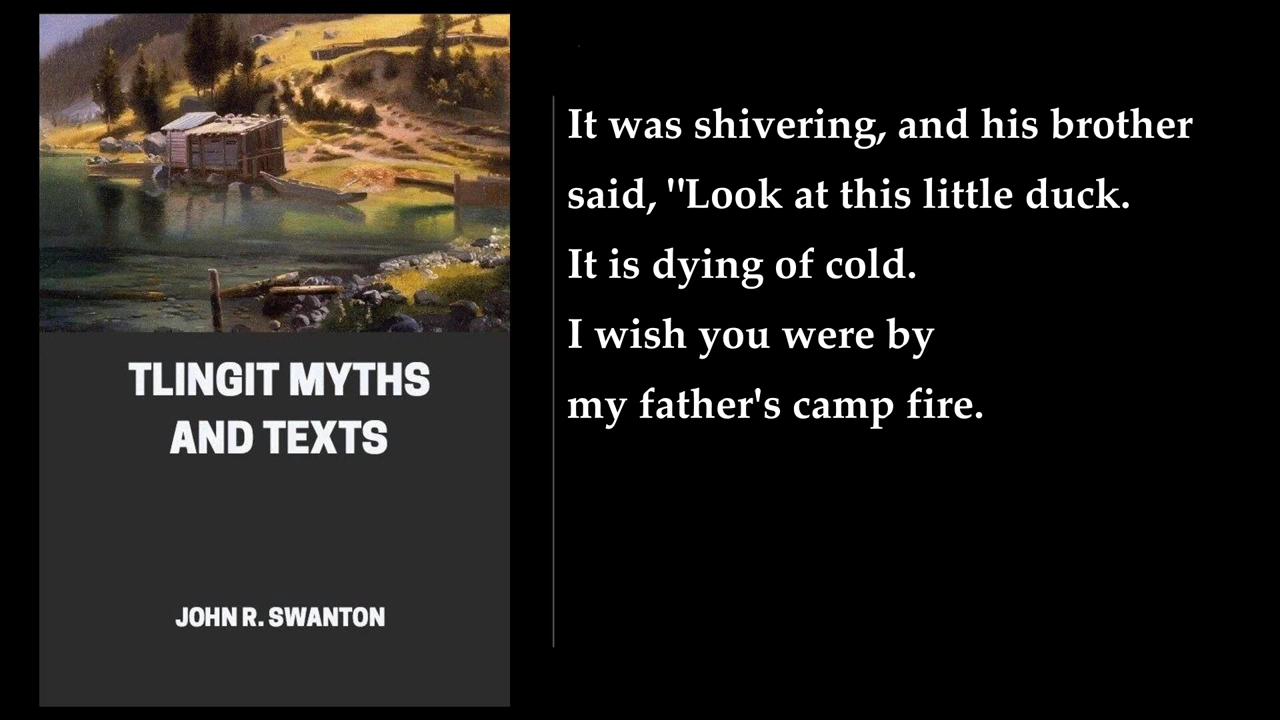 TLINGIT MYTHS
AND TEXTS
JOHN R. SWANTON
It was shivering, and his brother
said, "Look at this little duck.
It is dying of cold.
I wish you were by
my father's camp fire.